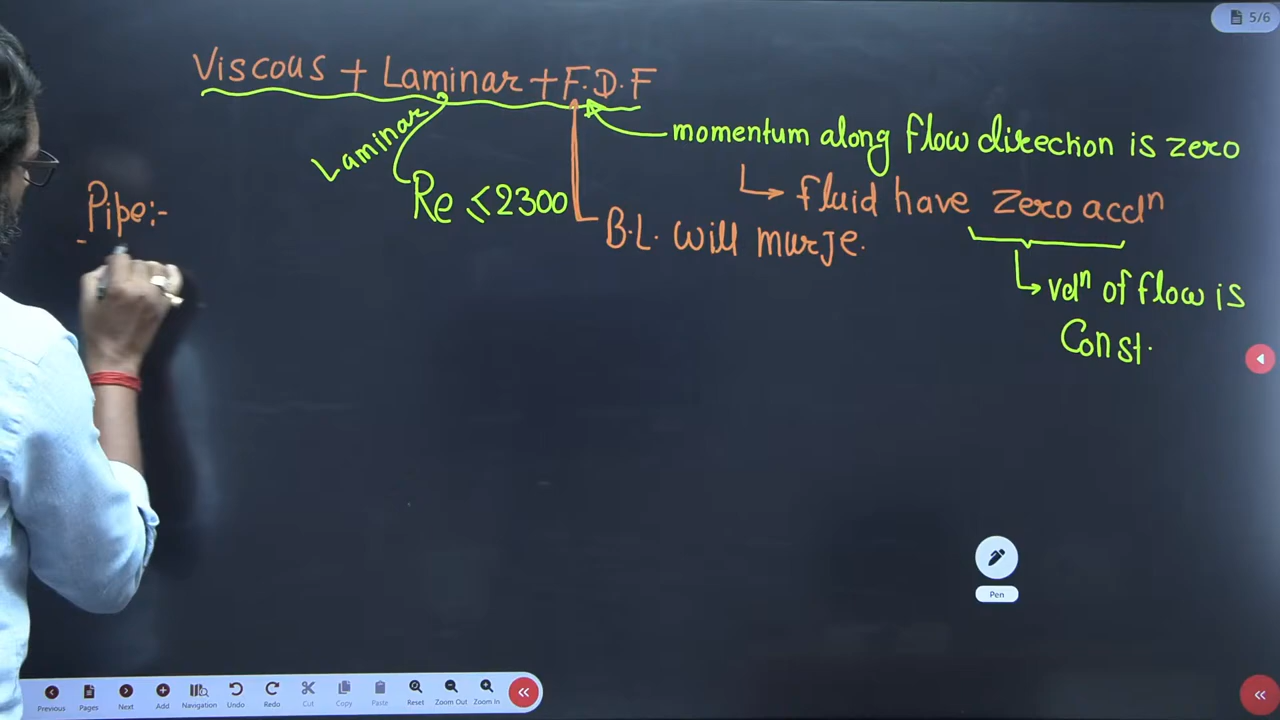 5/6
Viscous + Laminar + F.D.F
momentum along flow direction is zero
Laminar
Re ⩽ 2300
↳ fluid have zero accⁿ
Pipe:-
B.L. will murje.
↳ vdⁿ of flow is
Const.
Pen
Previous Pages Next Add Navigation Undo Redo Cut Copy Paste Reset Zoom Out Zoom In